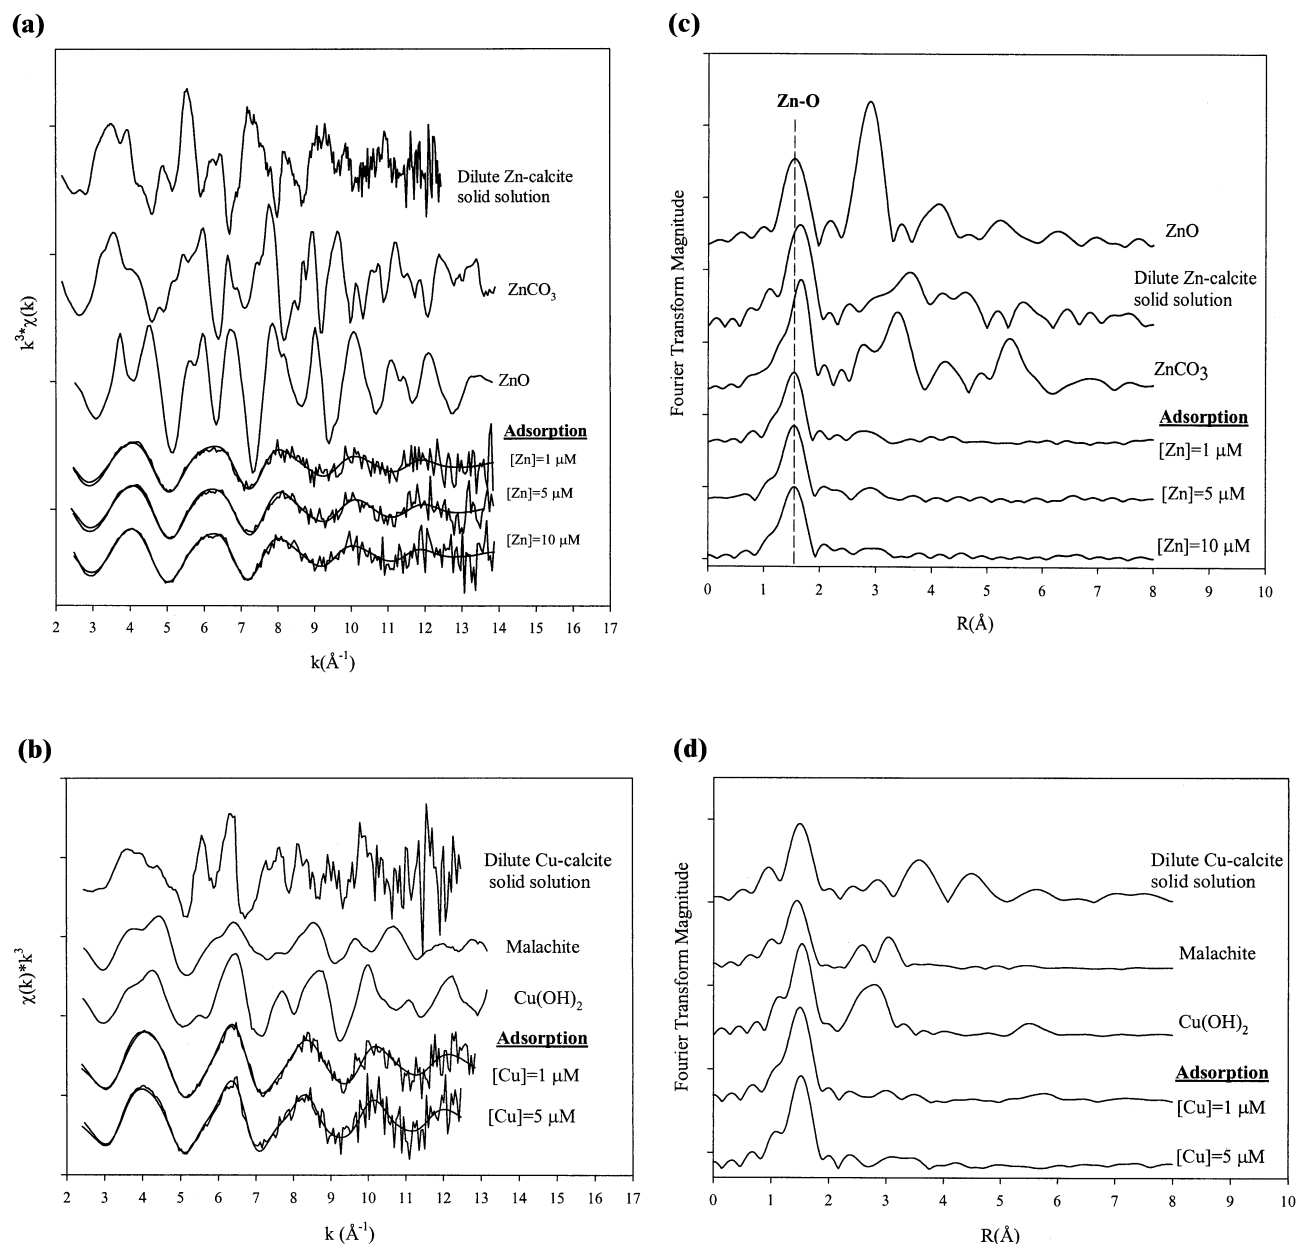 (a)
k³*χ(k)
Dilute Zn-calcite
solid solution
ZnCO₃
ZnO
Adsorption
[Zn]=1 μM
[Zn]=5 μM
[Zn]=10 μM
2 3 4 5 6 7 8 9 10 11 12 13 14 15 16 17
k(Å⁻¹)
(c)
Fourier Transform Magnitude
Zn-O
ZnO
Dilute Zn-calcite
solid solution
ZnCO₃
Adsorption
[Zn]=1 μM
[Zn]=5 μM
[Zn]=10 μM
0 1 2 3 4 5 6 7 8 9 10
R(Å)
(b)
χ(k)*k³
Dilute Cu-calcite
solid solution
Malachite
Cu(OH)₂
Adsorption
[Cu]=1 μM
[Cu]=5 μM
2 3 4 5 6 7 8 9 10 11 12 13 14 15 16 17
k (Å⁻¹)
(d)
Fourier Transform Magnitude
Dilute Cu-calcite
solid solution
Malachite
Cu(OH)₂
Adsorption
[Cu]=1 μM
[Cu]=5 μM
0 1 2 3 4 5 6 7 8 9 10
R(Å)